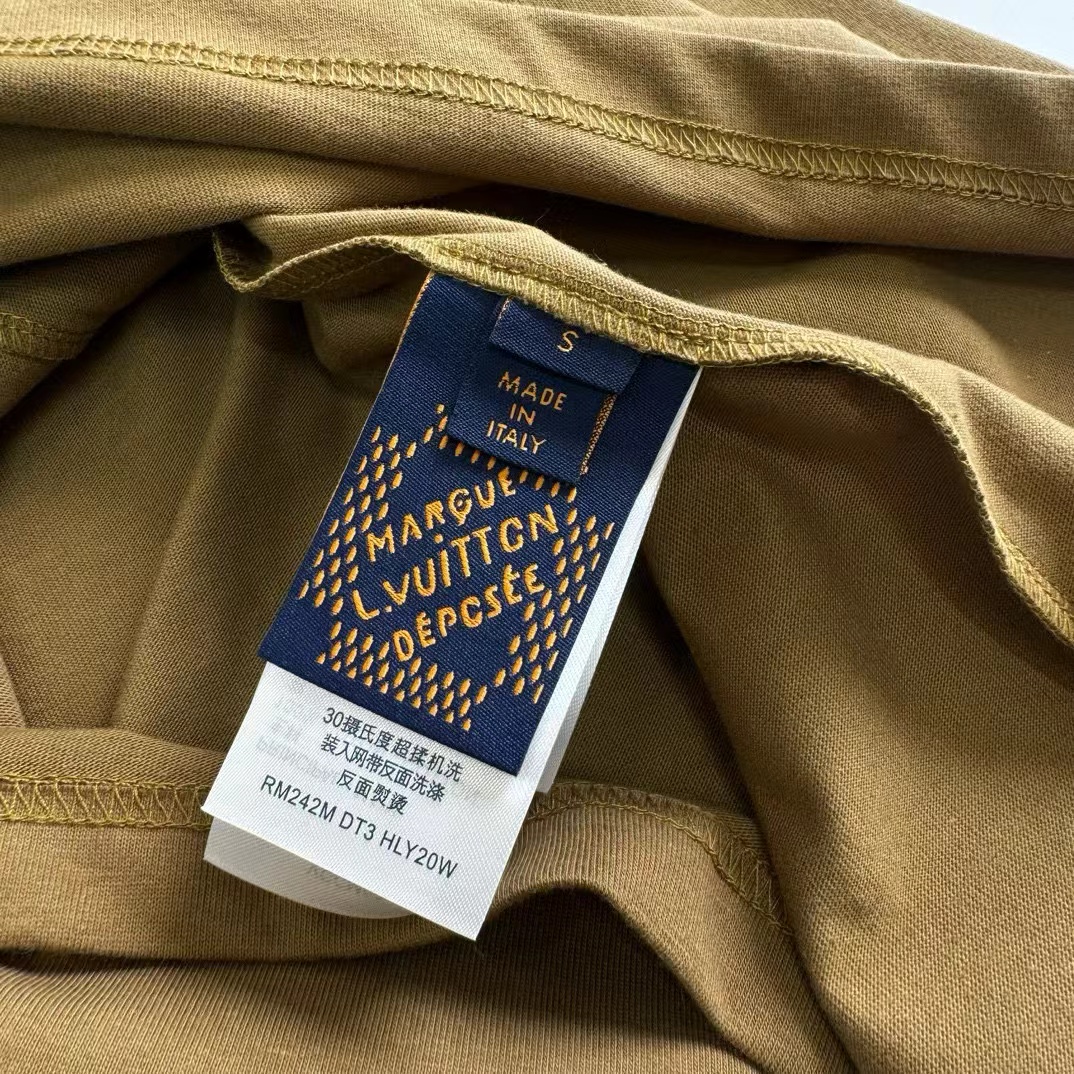 S
MADE
IN
ITALY
MARQUE
L.VUITTON
DÉPOSÉE
30摄氏度超揉机洗
装入网带反面洗涤
反面熨烫
RM242M DT3 HLY20W